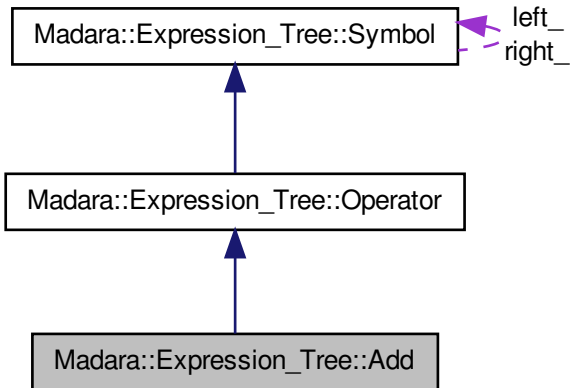 Madara::Expression_Tree::Symbol
left_
right_
Madara::Expression_Tree::Operator
Madara::Expression_Tree::Add